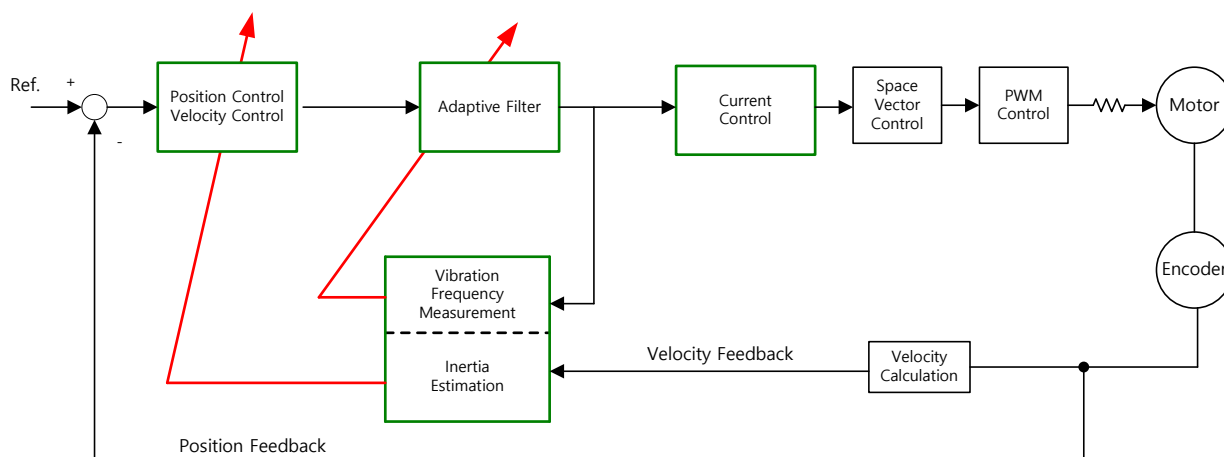 Ref.
+
-
Position Control
Velocity Control
Adaptive Filter
Current
Control
Space
Vector
Control
PWM
Control
Motor
Encoder
Vibration
Frequency
Measurement
Inertia
Estimation
Velocity Feedback
Velocity
Calculation
Position Feedback